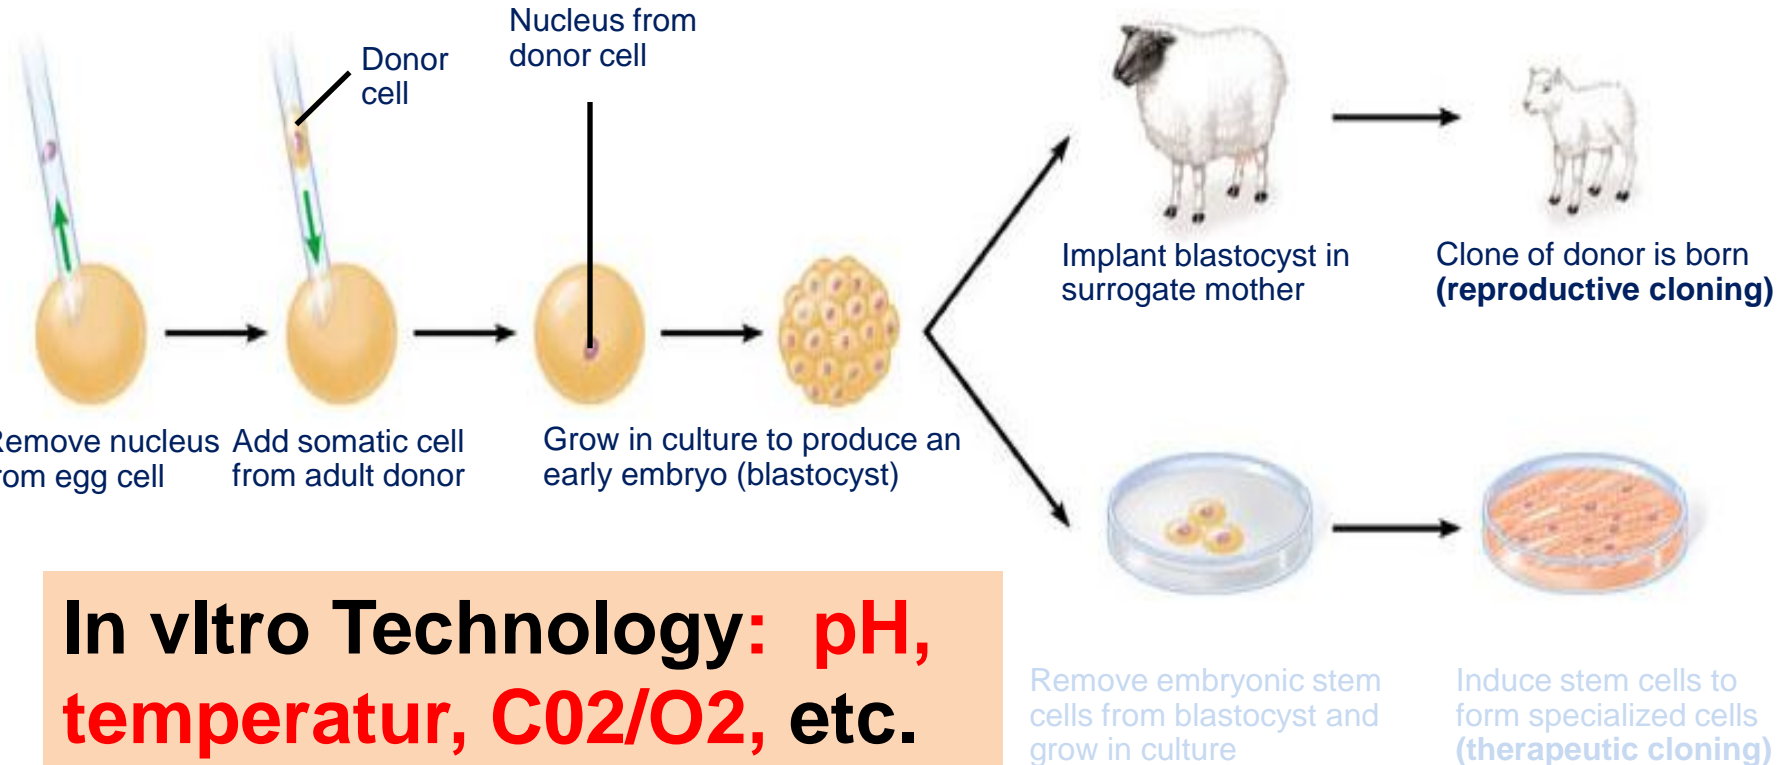 Donor
cell
Nucleus from
donor cell
Remove nucleus
from egg cell
Add somatic cell
from adult donor
Grow in culture to produce an
early embryo (blastocyst)
Implant blastocyst in
surrogate mother
Clone of donor is born
(reproductive cloning)
In vItro Technology: pH,
temperatur, C02/O2, etc.
Remove embryonic stem
cells from blastocyst and
grow in culture
Induce stem cells to
form specialized cells
(therapeutic cloning)